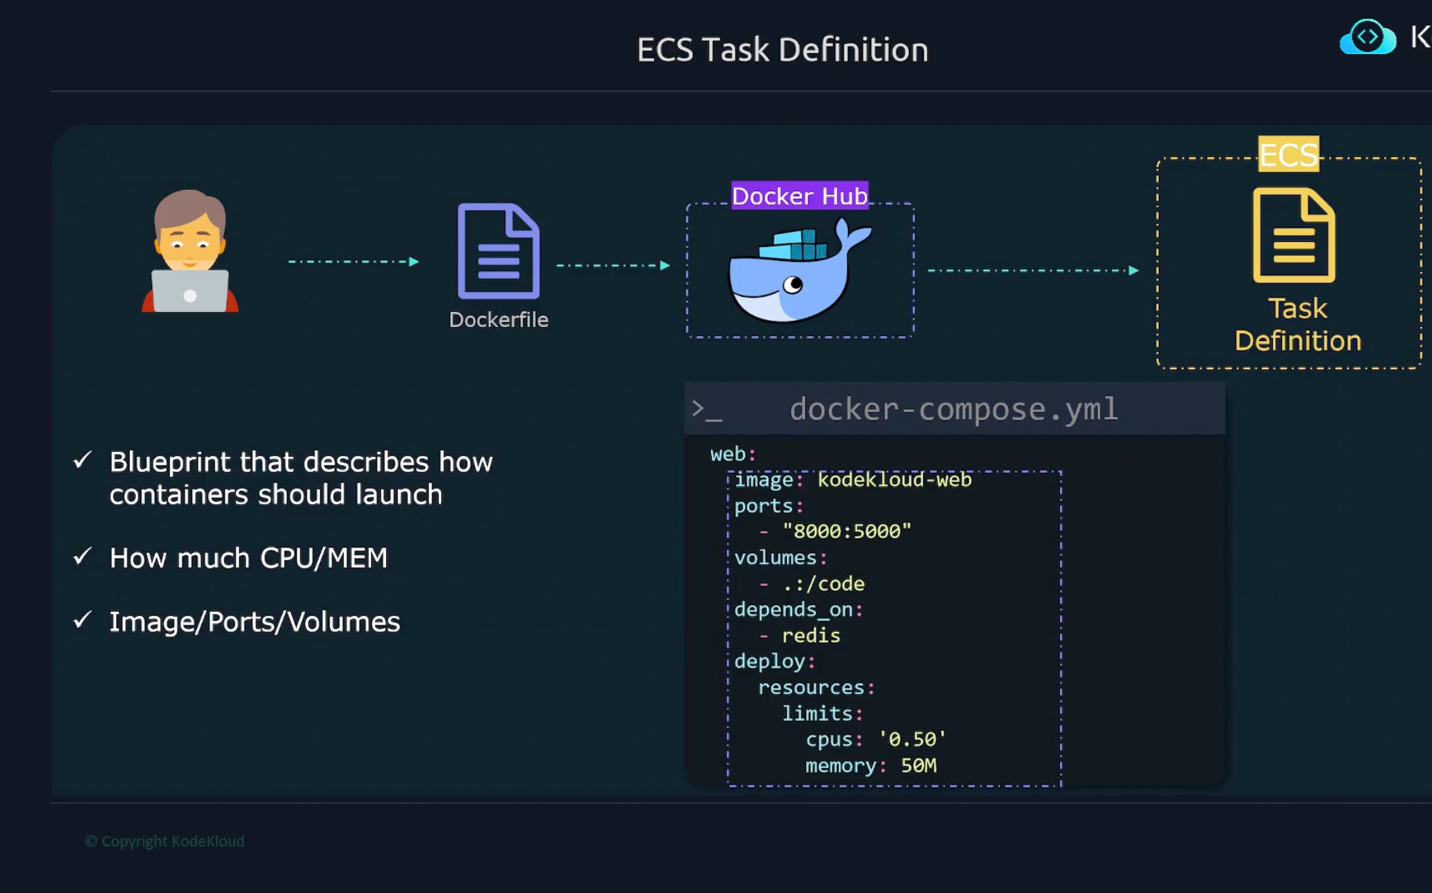 ECS Task Definition
K
ECS
Docker Hub
Dockerfile
Task
Definition
✓ Blueprint that describes how
containers should launch
✓ How much CPU/MEM
✓ Image/Ports/Volumes
>_ docker-compose.yml
web:
image: kodekloud-web
ports:
- "8000:5000"
volumes:
- .:/code
depends_on:
- redis
deploy:
resources:
limits:
cpus: '0.50'
memory: 50M
© Copyright KodeKloud